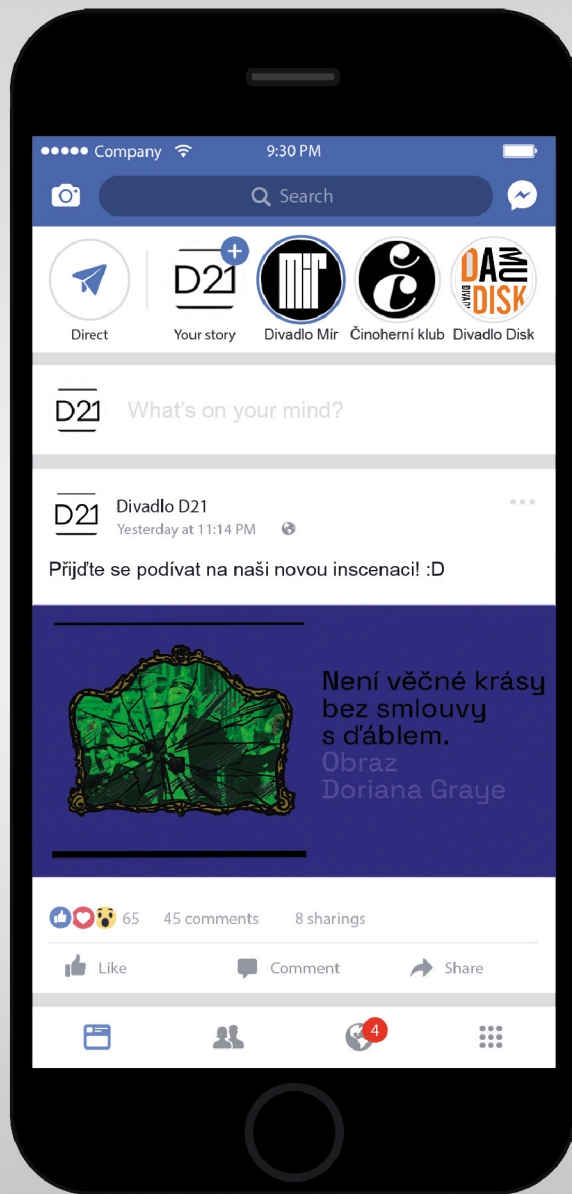 Company
9:30 PM
Search
D21
MIR
čc
DAMU
DIVADLO
DISK
Direct
Your story
Divadlo Mír
Činoherní klub
Divadlo Disk
D21
What's on your mind?
D21
Divadlo D21
Yesterday at 11:14 PM
Přijďte se podívat na naši novou inscenaci! :D
Není věčné krásy
bez smlouvy
s ďáblem.
Obraz
Doriana Graye
65
45 comments
8 sharings
Like
Comment
Share
4